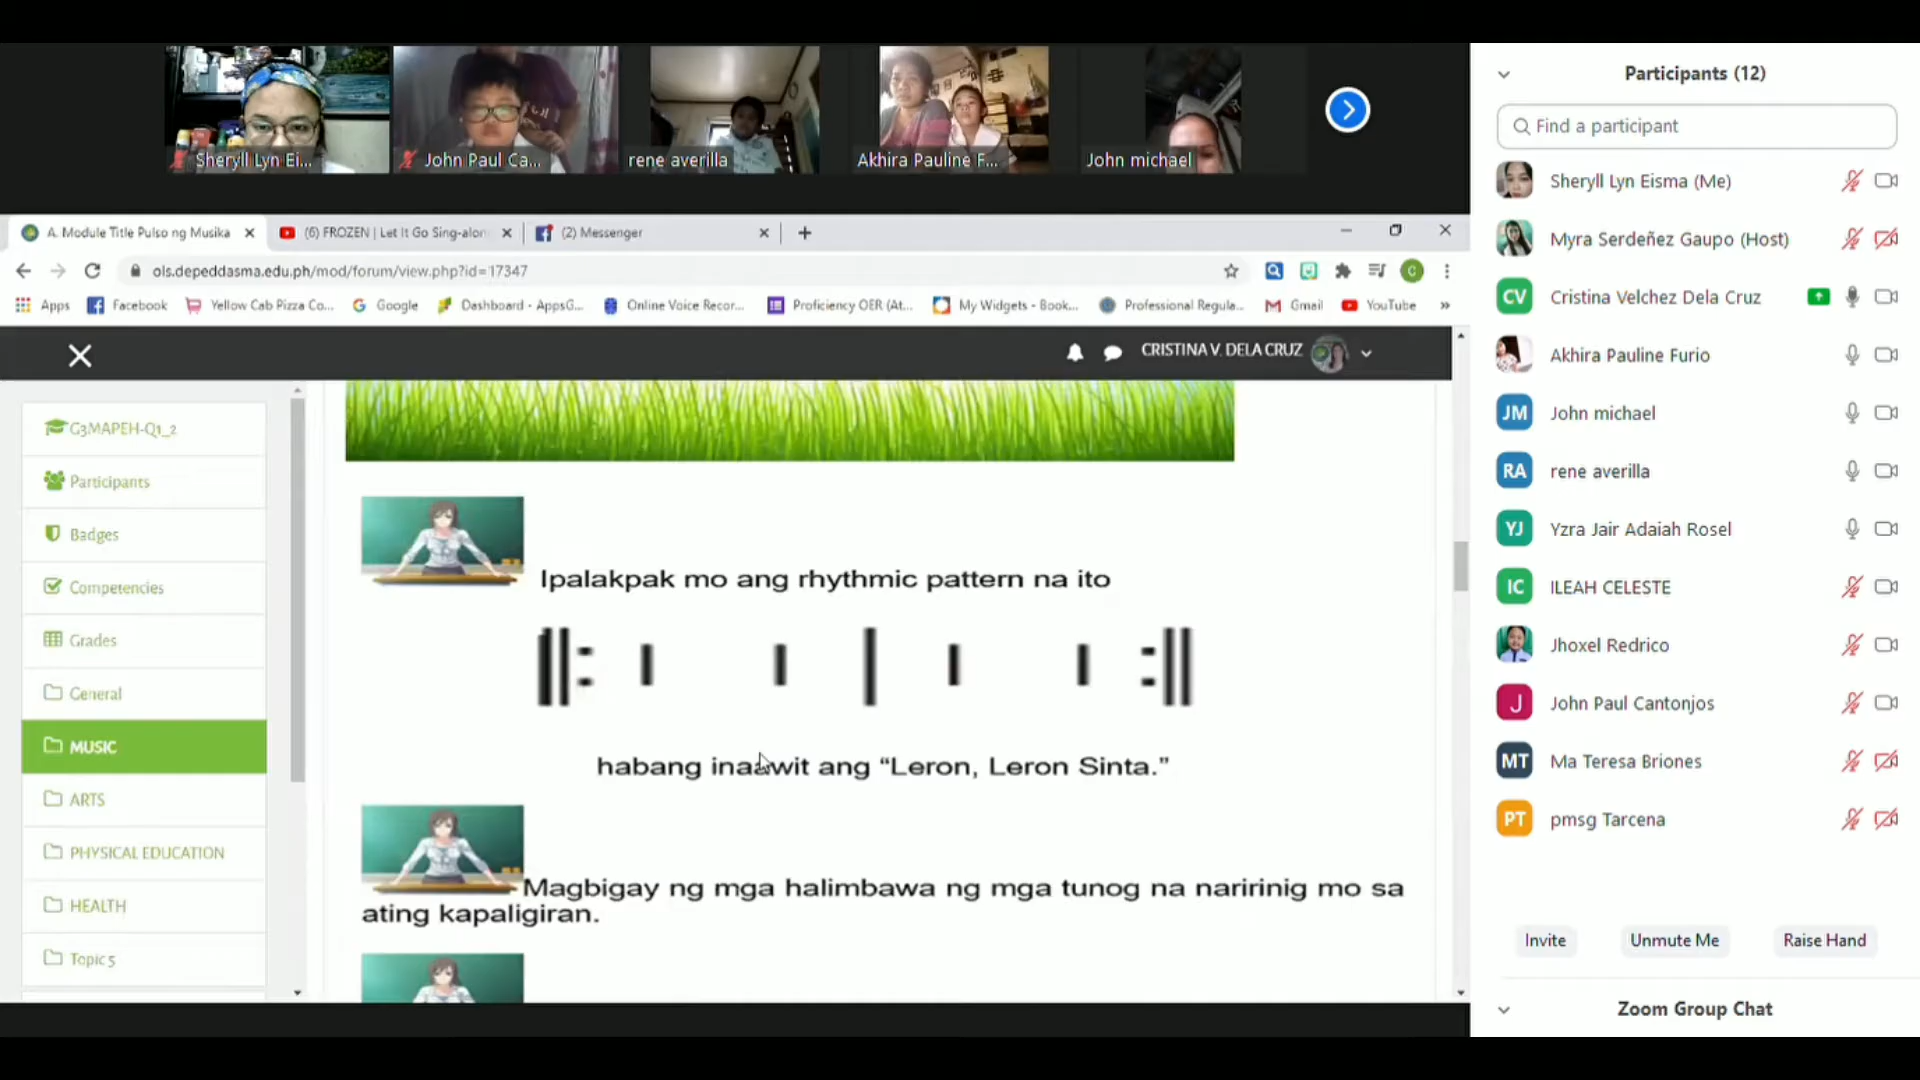 Sheryll Lyn Ei...
John Paul Ca...
rene averilla
Akhira Pauline F...
John michael
A. Module Title Pulso ng Musika
(6) FROZEN | Let It Go Sing-alon
(2) Messenger
ols.depeddasma.edu.ph/mod/forum/view.php?id=17347
C
Apps
Facebook
Yellow Cab Pizza Co...
Google
Dashboard - AppsG...
Online Voice Recor...
Proficiency OER (At...
My Widgets - Book...
Professional Regula...
Gmail
YouTube
»
CRISTINA V. DELA CRUZ
G3MAPEH-Q1_2
Participants
Badges
Competencies
Grades
General
MUSIC
ARTS
PHYSICAL EDUCATION
HEALTH
Topic 5
Ipalakpak mo ang rhythmic pattern na ito
habang inaawit ang “Leron, Leron Sinta.”
Magbigay ng mga halimbawa ng mga tunog na naririnig mo sa
ating kapaligiran.
Participants (12)
Find a participant
Sheryll Lyn Eisma (Me)
Myra Serdeñez Gaupo (Host)
CV Cristina Velchez Dela Cruz
Akhira Pauline Furio
JM John michael
RA rene averilla
YJ Yzra Jair Adaiah Rosel
IC ILEAH CELESTE
Jhoxel Redrico
J John Paul Cantonjos
MT Ma Teresa Briones
PT pmsg Tarcena
Invite
Unmute Me
Raise Hand
Zoom Group Chat